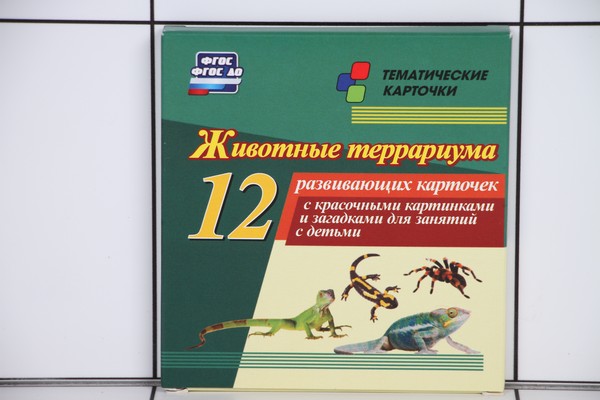 ФГОС
ФГОС ДО
ТЕМАТИЧЕСКИЕ
КАРТОЧКИ
Животные террариума
12
развивающих карточек
с красочными картинками
и загадками для занятий
с детьми